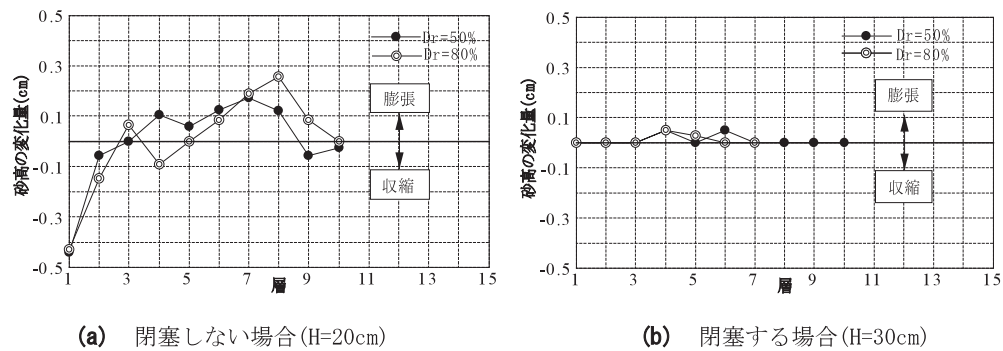 0.5
0.3
0.1
-0.1
-0.3
-0.5
砂高の変化量(cm)
Dr=50%
Dr=80%
膨張
収縮
1 3 5 7 9 11 13 15
層
(a) 閉塞しない場合(H=20cm)
0.5
0.3
0.1
-0.1
-0.3
-0.5
砂高の変化量(cm)
Dr=50%
Dr=80%
膨張
収縮
1 3 5 7 9 11 13 15
層
(b) 閉塞する場合(H=30cm)